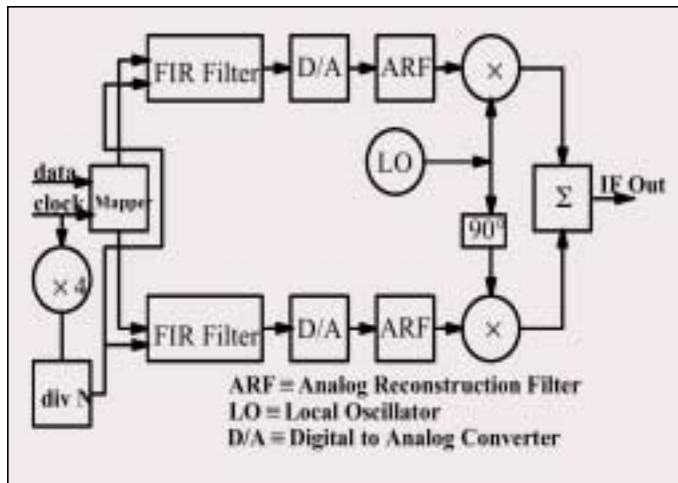 FIR Filter
D/A
ARF
×
LO
data
clock
Mapper
Σ
IF Out
90°
× 4
FIR Filter
D/A
ARF
×
div N
ARF ≡ Analog Reconstruction Filter
LO ≡ Local Oscillator
D/A ≡ Digital to Analog Converter